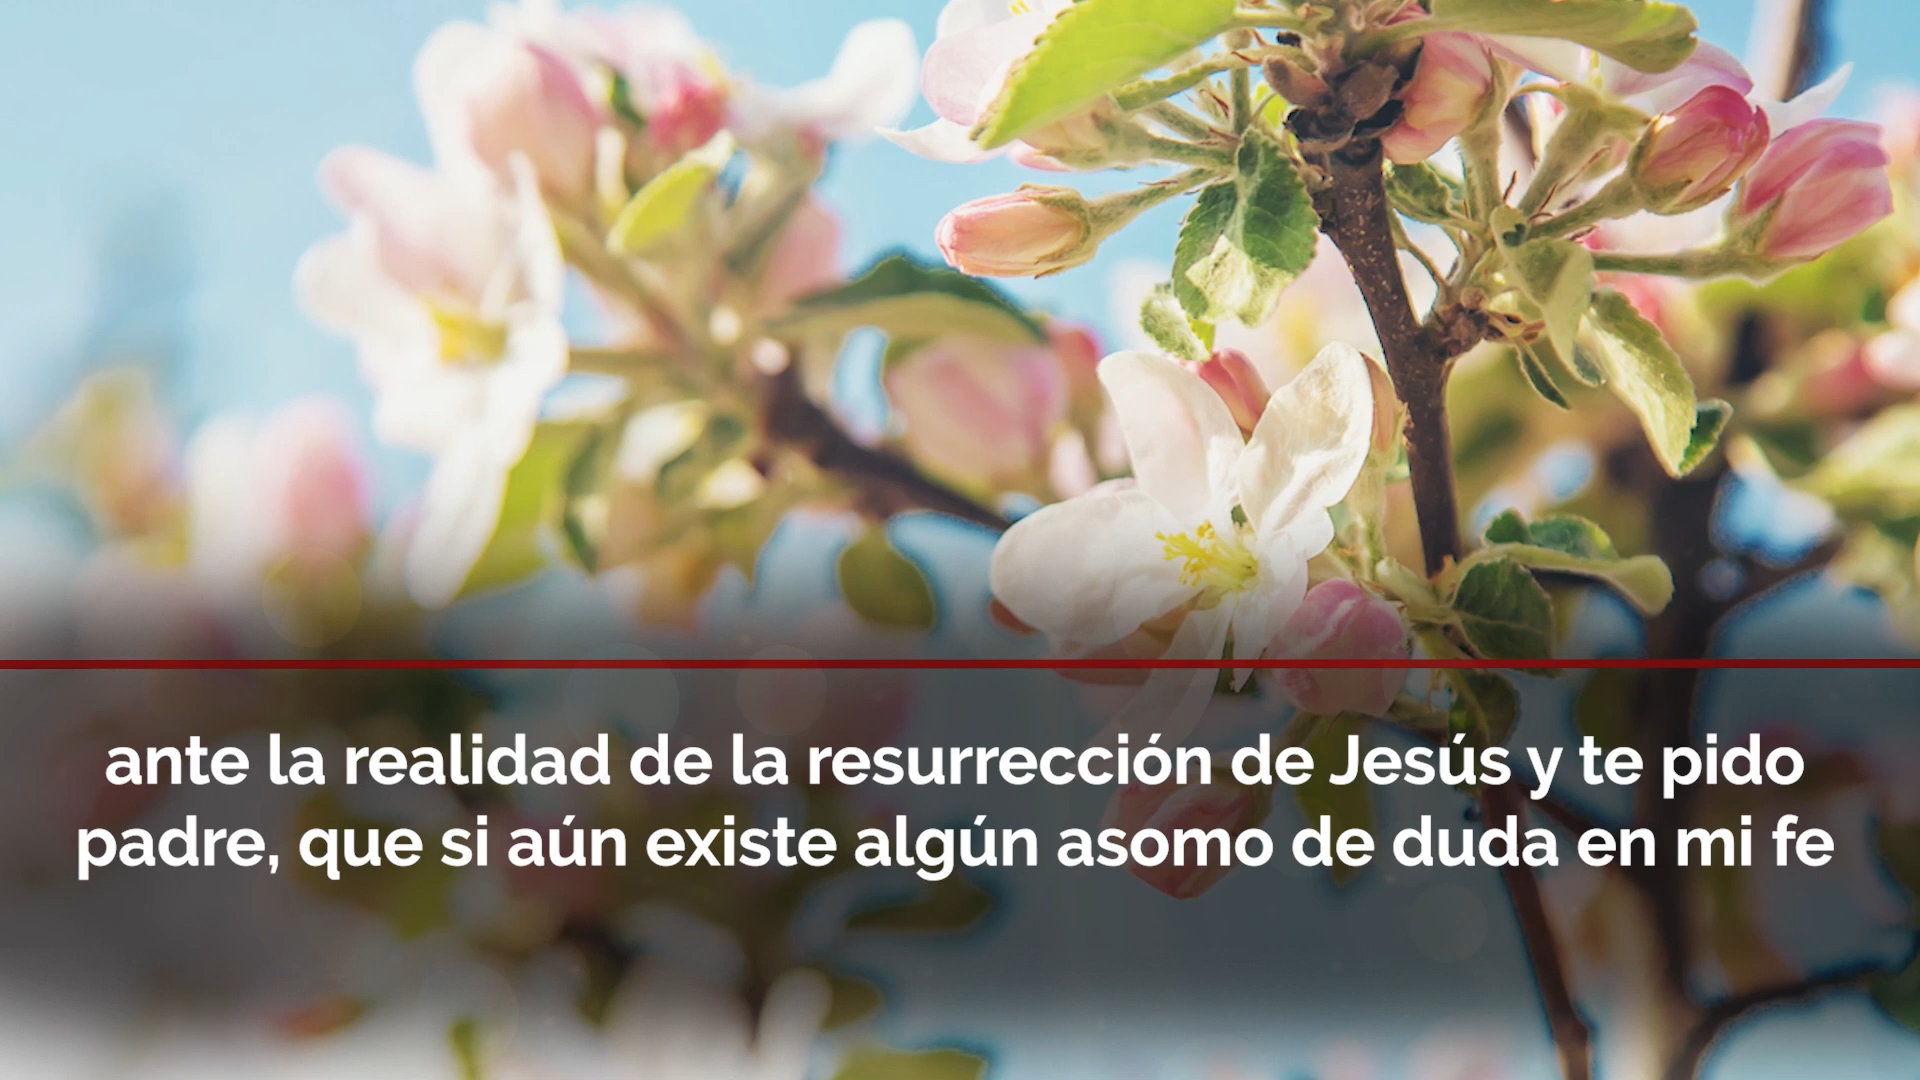 ante la realidad de la resurrección de Jesús y te pido
padre, que si aún existe algún asomo de duda en mi fe